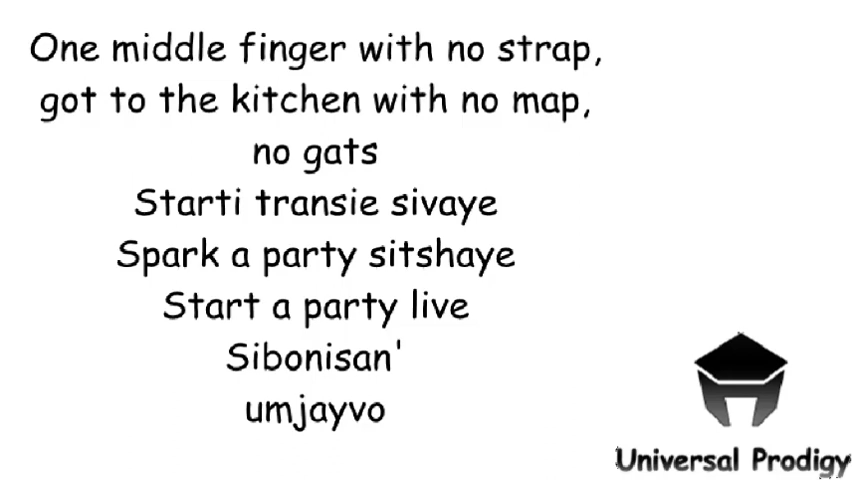 One middle finger with no strap,
got to the kitchen with no map,
no gats
Starti transie sivaye
Spark a party sitshaye
Start a party live
Sibonisan'
umjayvo
Universal Prodigy